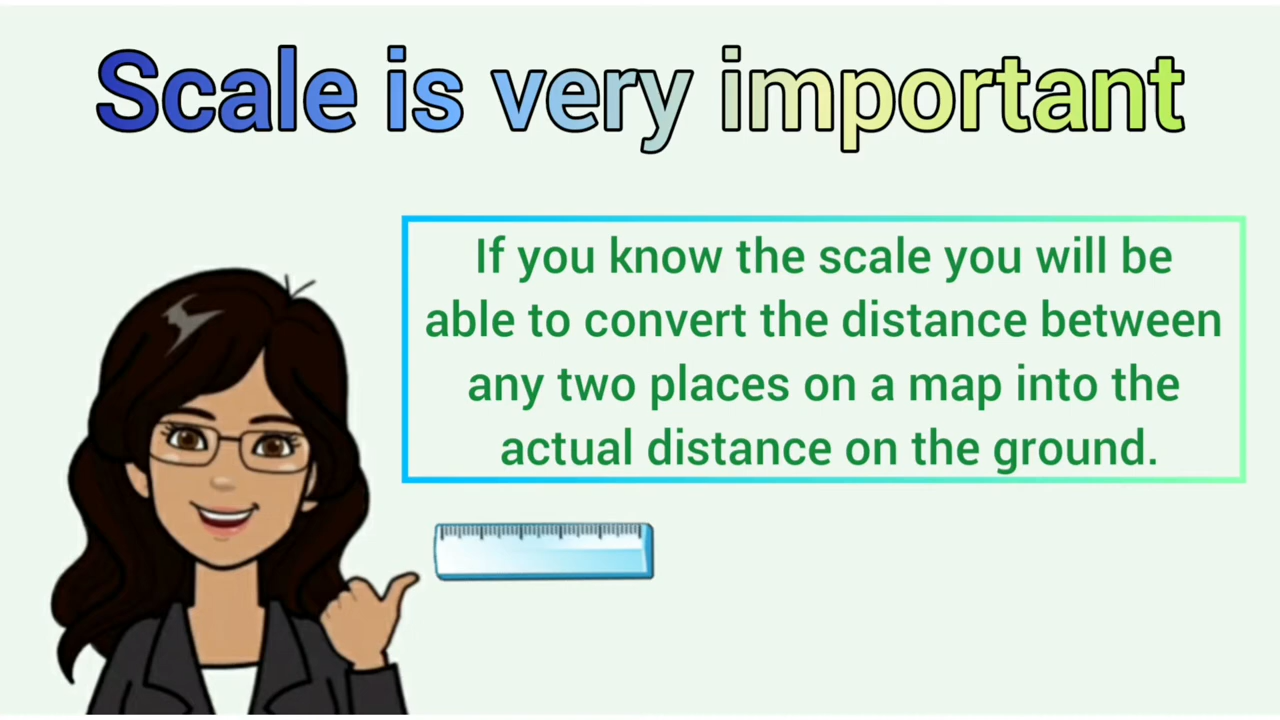 Scale is very important
If you know the scale you will be
able to convert the distance between
any two places on a map into the
actual distance on the ground.